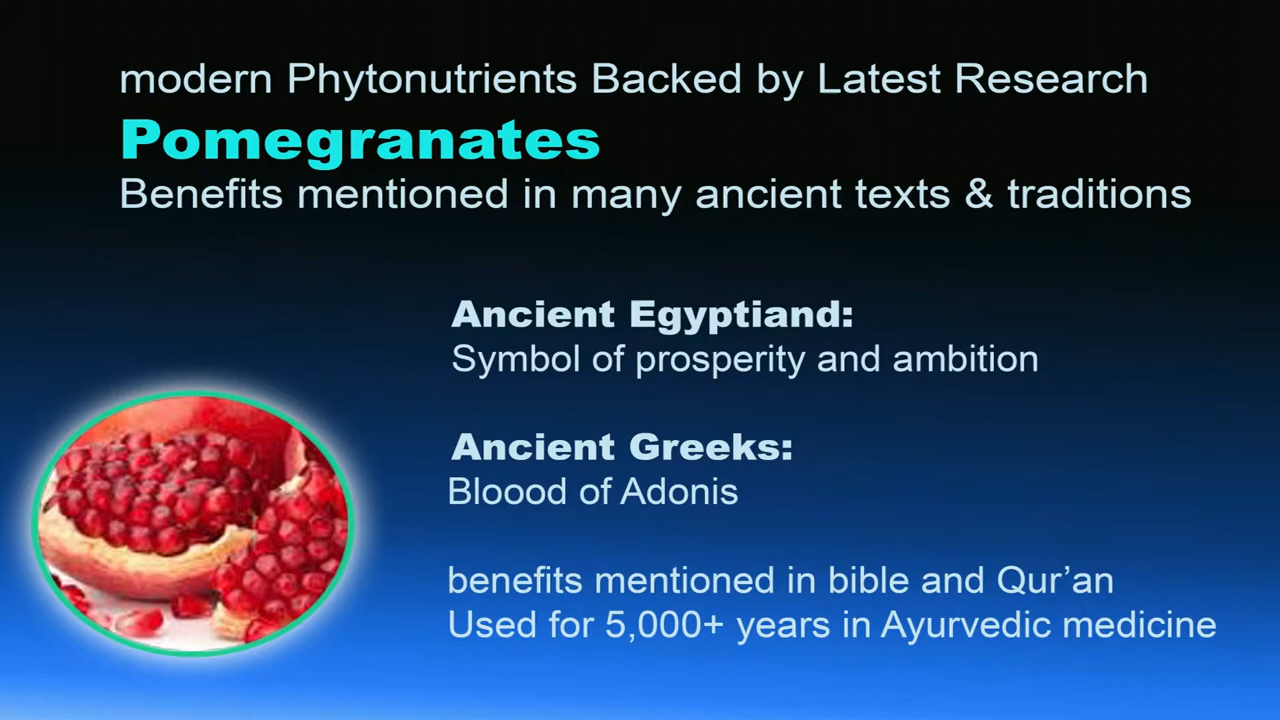 modern Phytonutrients Backed by Latest Research
Pomegranates
Benefits mentioned in many ancient texts & traditions
Ancient Egyptiand:
Symbol of prosperity and ambition
Ancient Greeks:
Bloood of Adonis
benefits mentioned in bible and Qur’an
Used for 5,000+ years in Ayurvedic medicine